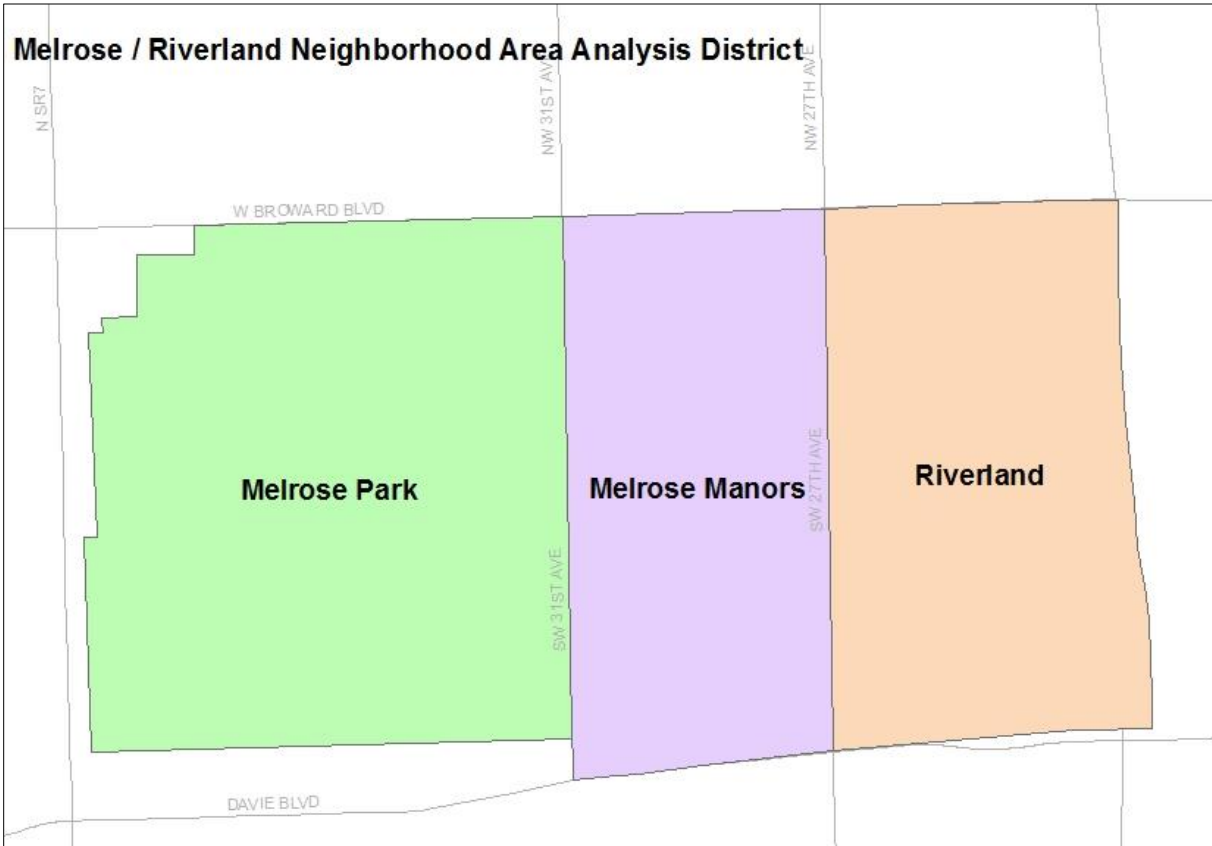 Melrose / Riverland Neighborhood Area Analysis District
N SR7
NW 31ST AVE
NW 27TH AVE
W BROWARD BLVD
Melrose Park
Melrose Manors
Riverland
SW 31ST AVE
SW 27TH AVE
DAVIE BLVD